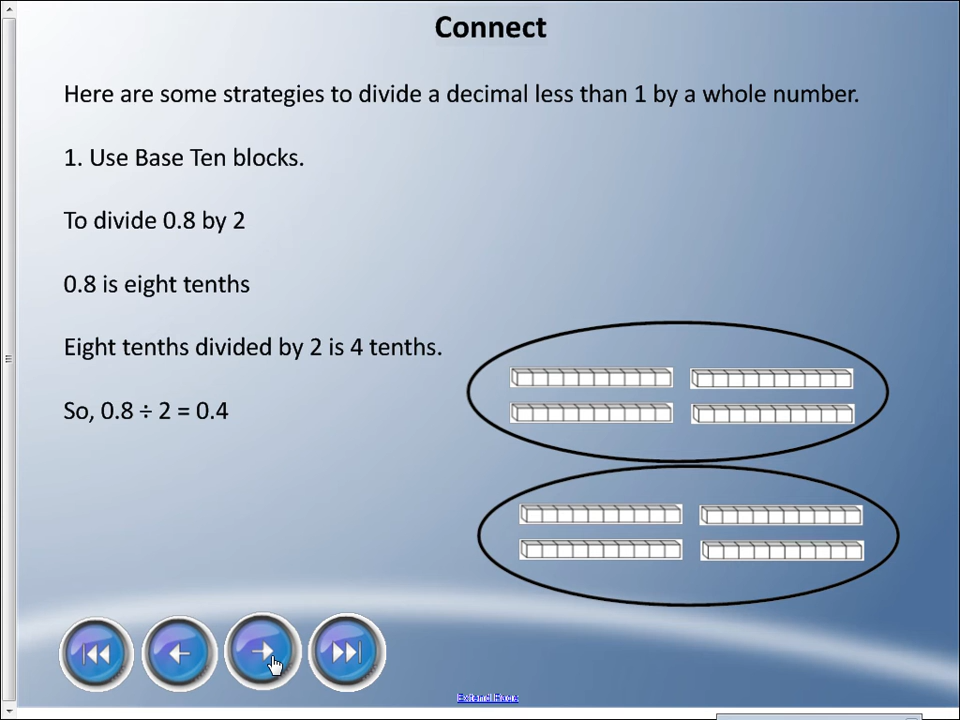 Connect
Here are some strategies to divide a decimal less than 1 by a whole number.
1. Use Base Ten blocks.
To divide 0.8 by 2
0.8 is eight tenths
Eight tenths divided by 2 is 4 tenths.
So, 0.8 ÷ 2 = 0.4
Extend Page